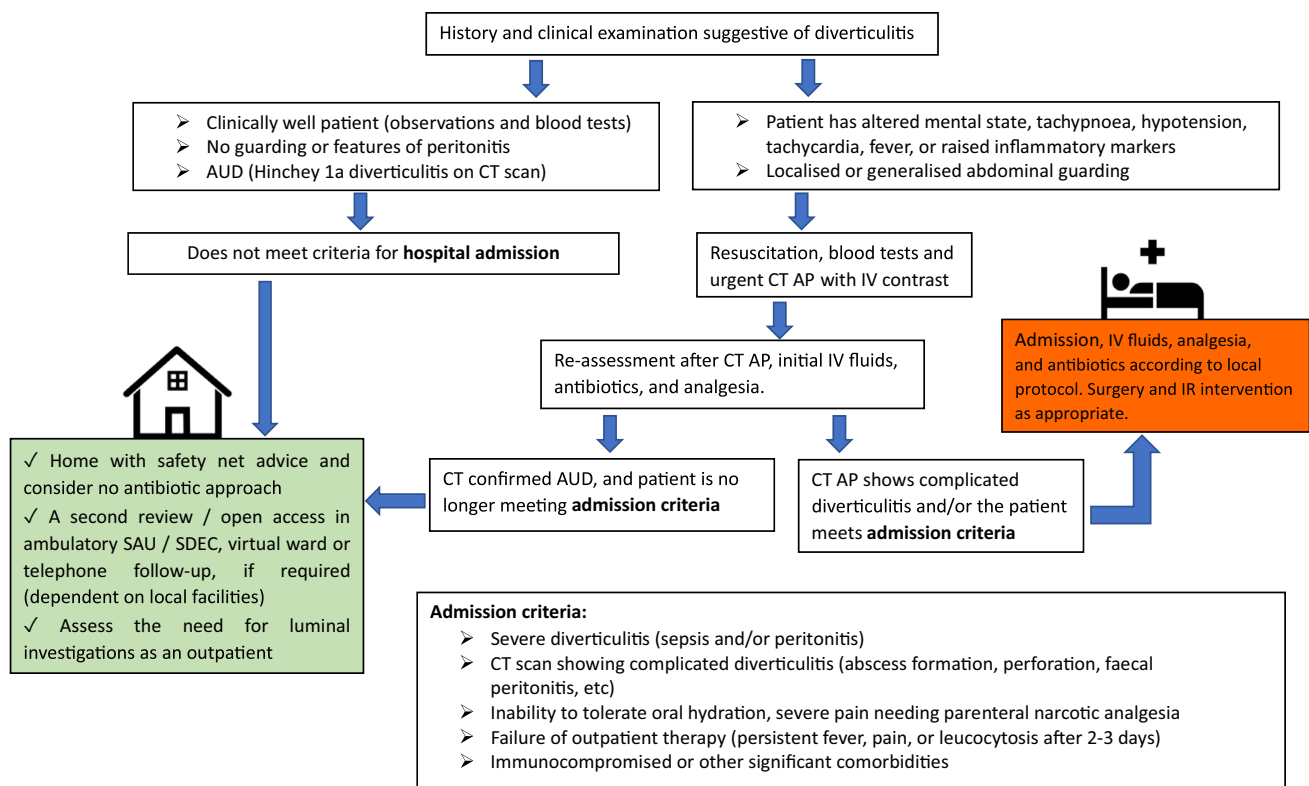 History and clinical examination suggestive of diverticulitis
➢ Clinically well patient (observations and blood tests)
➢ No guarding or features of peritonitis
➢ AUD (Hinchey 1a diverticulitis on CT scan)
➢ Patient has altered mental state, tachypnoea, hypotension,
tachycardia, fever, or raised inflammatory markers
➢ Localised or generalised abdominal guarding
Does not meet criteria for hospital admission
Resuscitation, blood tests and
urgent CT AP with IV contrast
Re-assessment after CT AP, initial IV fluids,
antibiotics, and analgesia.
Admission, IV fluids, analgesia,
and antibiotics according to local
protocol. Surgery and IR intervention
as appropriate.
✓ Home with safety net advice and
consider no antibiotic approach
✓ A second review / open access in
ambulatory SAU / SDEC, virtual ward or
telephone follow-up, if required
(dependent on local facilities)
✓ Assess the need for luminal
investigations as an outpatient
CT confirmed AUD, and patient is no
longer meeting admission criteria
CT AP shows complicated
diverticulitis and/or the patient
meets admission criteria
Admission criteria:
➢ Severe diverticulitis (sepsis and/or peritonitis)
➢ CT scan showing complicated diverticulitis (abscess formation, perforation, faecal
peritonitis, etc)
➢ Inability to tolerate oral hydration, severe pain needing parenteral narcotic analgesia
➢ Failure of outpatient therapy (persistent fever, pain, or leucocytosis after 2-3 days)
➢ Immunocompromised or other significant comorbidities